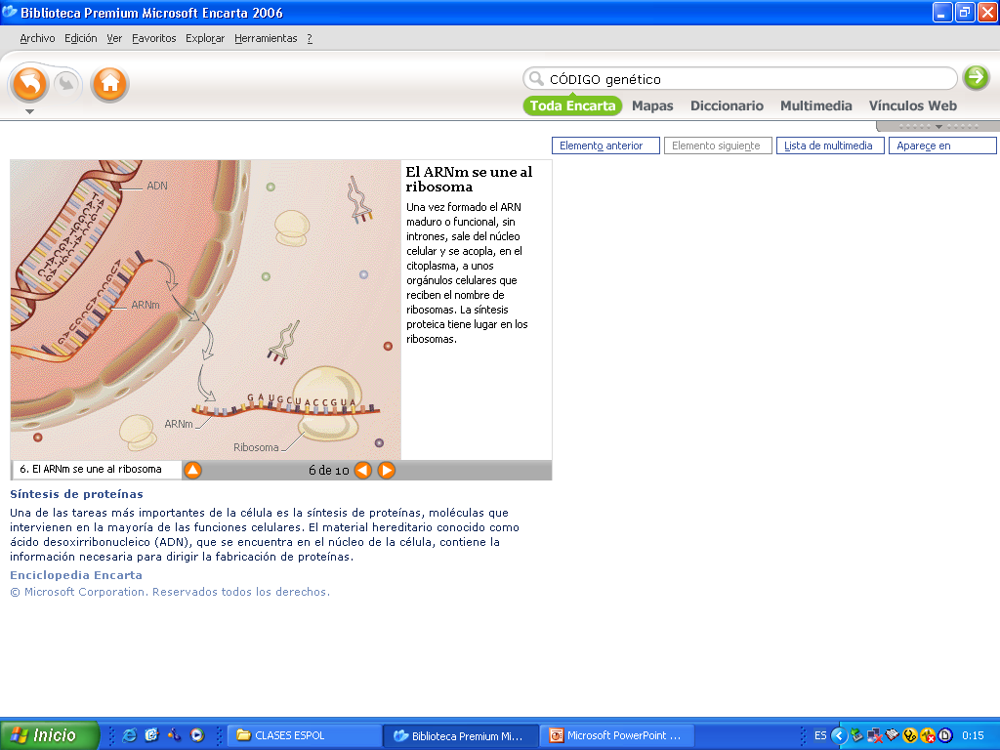 Biblioteca Premium Microsoft Encarta 2006
Archivo Edición Ver Favoritos Explorar Herramientas ?
CÓDIGO genético
Toda Encarta Mapas Diccionario Multimedia Vínculos Web
Elemento anterior Elemento siguiente Lista de multimedia Aparece en
ADN
ARNm
GAUGCUACCGUA
ARNm
Ribosoma
El ARNm se une al
ribosoma
Una vez formado el ARN
maduro o funcional, sin
intrones, sale del núcleo
celular y se acopla, en el
citoplasma, a unos
orgánulos celulares que
reciben el nombre de
ribosomas. La síntesis
proteica tiene lugar en los
ribosomas.
6. El ARNm se une al ribosoma 6 de 10
Síntesis de proteínas
Una de las tareas más importantes de la célula es la síntesis de proteínas, moléculas que
intervienen en la mayoría de las funciones celulares. El material hereditario conocido como
ácido desoxirribonucleico (ADN), que se encuentra en el núcleo de la célula, contiene la
información necesaria para dirigir la fabricación de proteínas.
Enciclopedia Encarta
© Microsoft Corporation. Reservados todos los derechos.
Inicio CLASES ESPOL Biblioteca Premium Mi... Microsoft PowerPoint ... ES 0:15